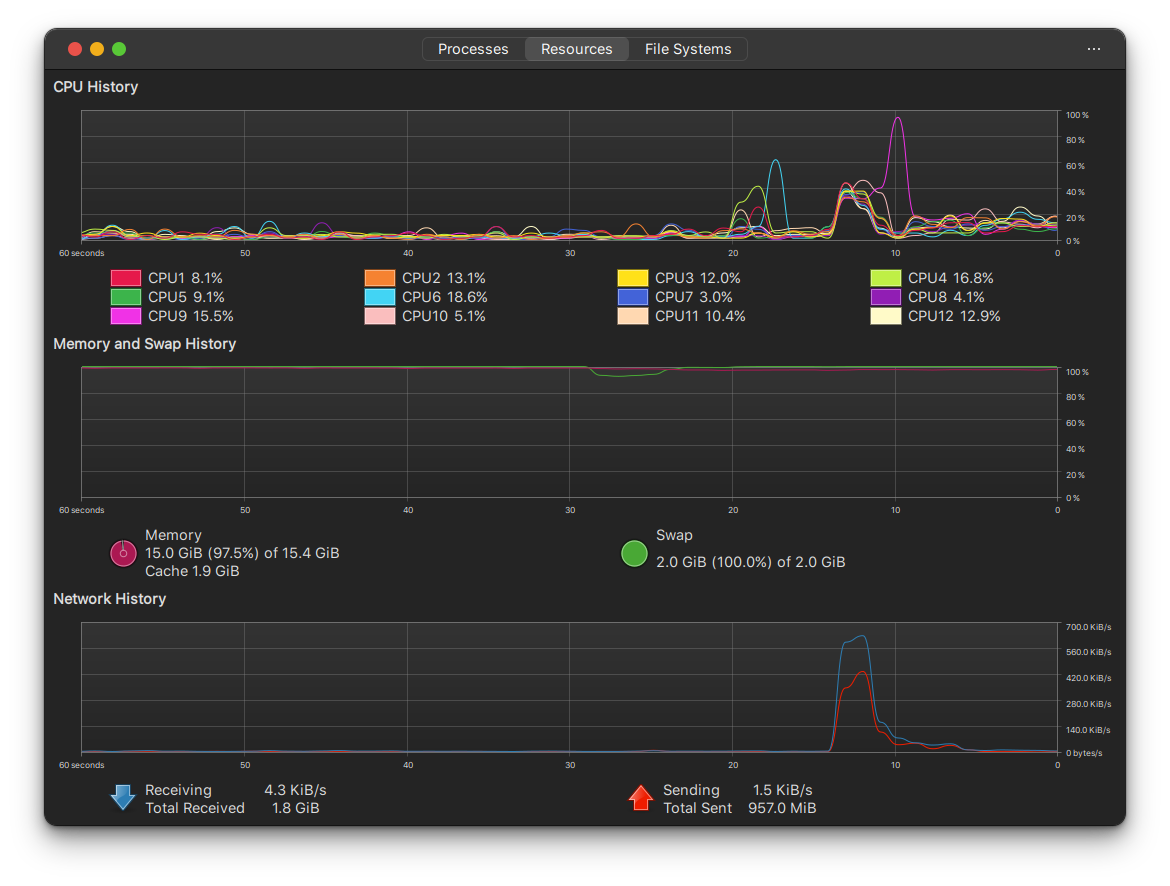 Processes Resources File Systems ...
CPU History
100 %
80 %
60 %
40 %
20 %
0 %
60 seconds 50 40 30 20 10 0
CPU1 8.1% CPU2 13.1% CPU3 12.0% CPU4 16.8%
CPU5 9.1% CPU6 18.6% CPU7 3.0% CPU8 4.1%
CPU9 15.5% CPU10 5.1% CPU11 10.4% CPU12 12.9%
Memory and Swap History
100 %
80 %
60 %
40 %
20 %
0 %
60 seconds 50 40 30 20 10 0
Memory
15.0 GiB (97.5%) of 15.4 GiB
Cache 1.9 GiB
Swap
2.0 GiB (100.0%) of 2.0 GiB
Network History
700.0 KiB/s
560.0 KiB/s
420.0 KiB/s
280.0 KiB/s
140.0 KiB/s
0 bytes/s
60 seconds 50 40 30 20 10 0
Receiving 4.3 KiB/s
Total Received 1.8 GiB
Sending 1.5 KiB/s
Total Sent 957.0 MiB